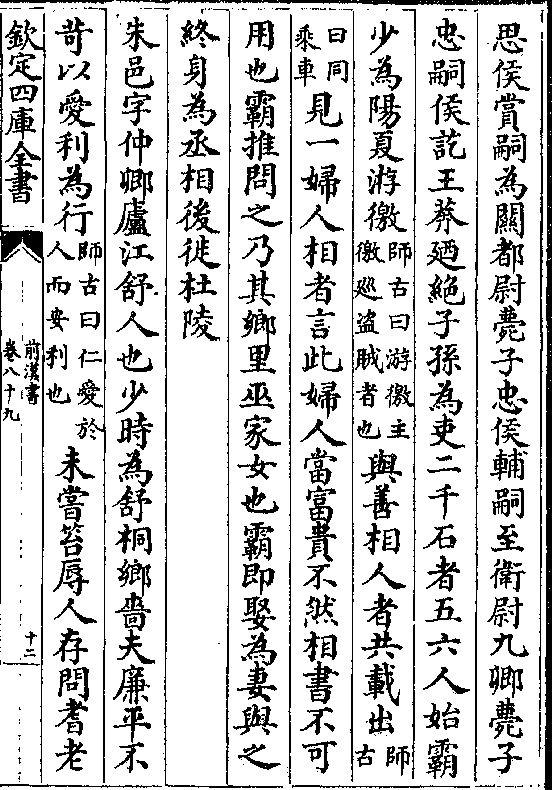 思侯賞嗣為關都尉薨子忠侯輔嗣至衛尉九卿薨子
忠嗣侯訖王莽廼絶子孫為吏二千石者五六人始霸
少為陽夏游徼師古曰游徼主徼廵盗賊者也與善相人者共載出師古
曰同乘車見一婦人相者言此婦人當富貴不然相書不可
用也霸推問之乃其鄉里巫家女也霸即娶為妻與之
終身為丞相後徙杜陵
朱邑字仲卿廬江舒人也少時為舒桐鄉嗇夫廉平不
苛以愛利為行師古曰仁愛於人而安利也未嘗笞辱人存問耆老
欽定四庫全書
前漢書
卷八十九
十二